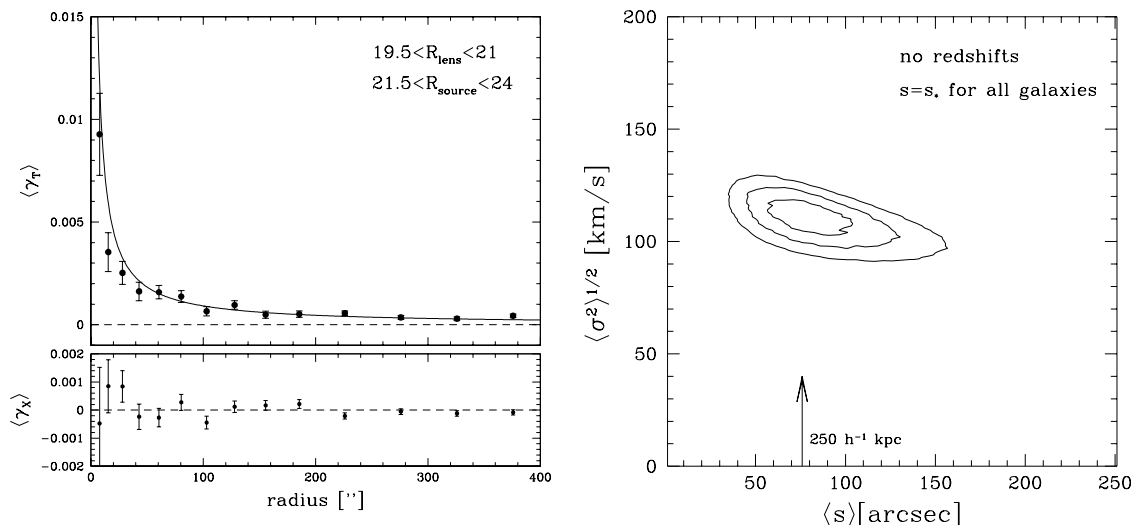 0.015
0.01
0.005
0
⟨γ_T⟩
19.5<R_lens<21
21.5<R_source<24
0.002
0.001
0
−0.001
−0.002
⟨γ_X⟩
0 100 200 300 400
radius ["]
200
150
100
50
0
⟨σ²⟩^{1/2} [km/s]
no redshifts
s=s_* for all galaxies
250 h⁻¹ kpc
0 50 100 150 200 250
⟨s⟩[arcsec]